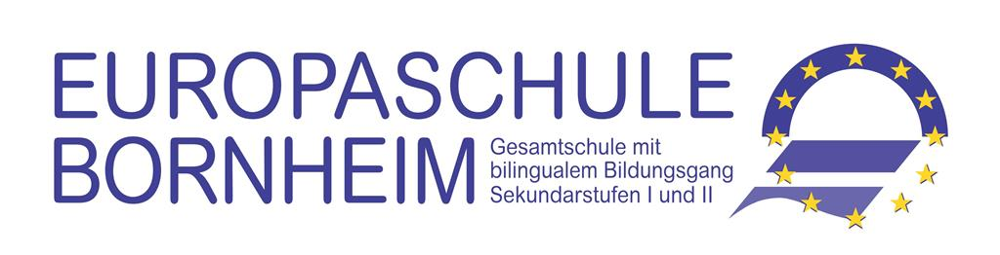 EUROPASCHULE
BORNHEIM
Gesamtschule mit
bilingualem Bildungsgang
Sekundarstufen I und II